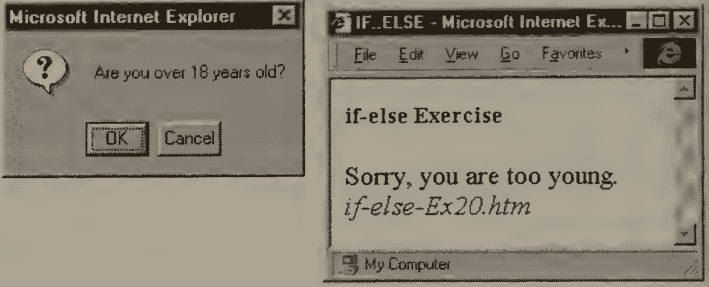 Microsoft Internet Explorer
Are you over 18 years old?
OK Cancel
IF..ELSE - Microsoft Internet Ex...
File Edit View Go Favorites
if-else Exercise
Sorry, you are too young.
if-else-Ex20.htm
My Computer